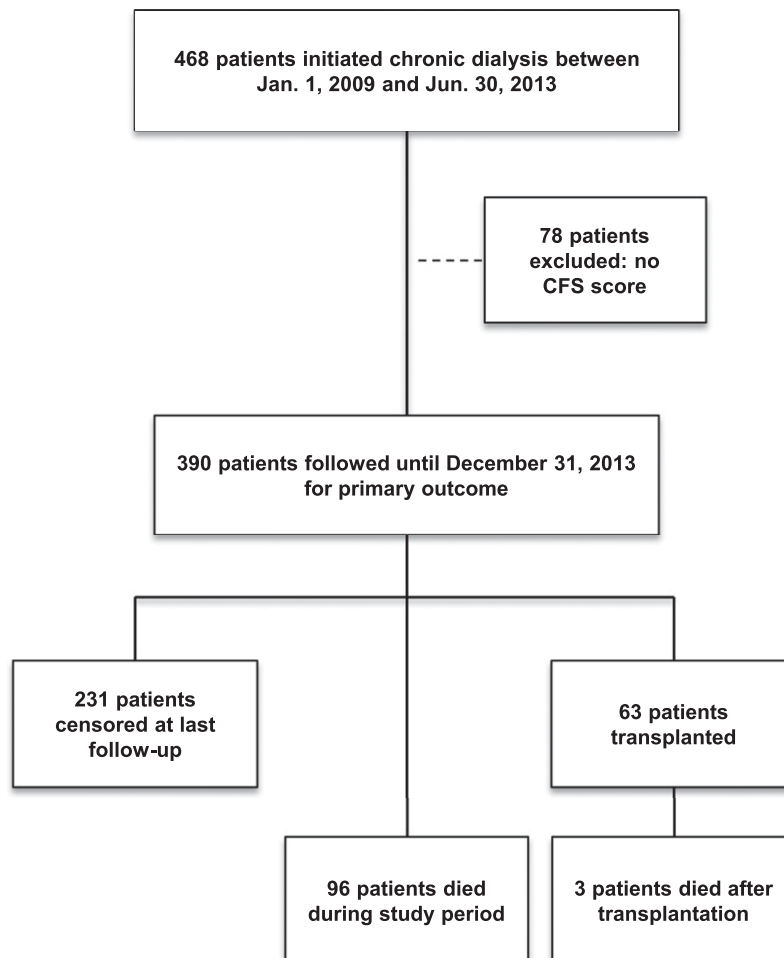 468 patients initiated chronic dialysis between
Jan. 1, 2009 and Jun. 30, 2013
78 patients
excluded: no
CFS score
390 patients followed until December 31, 2013
for primary outcome
231 patients
censored at last
follow-up
63 patients
transplanted
96 patients died
during study period
3 patients died after
transplantation